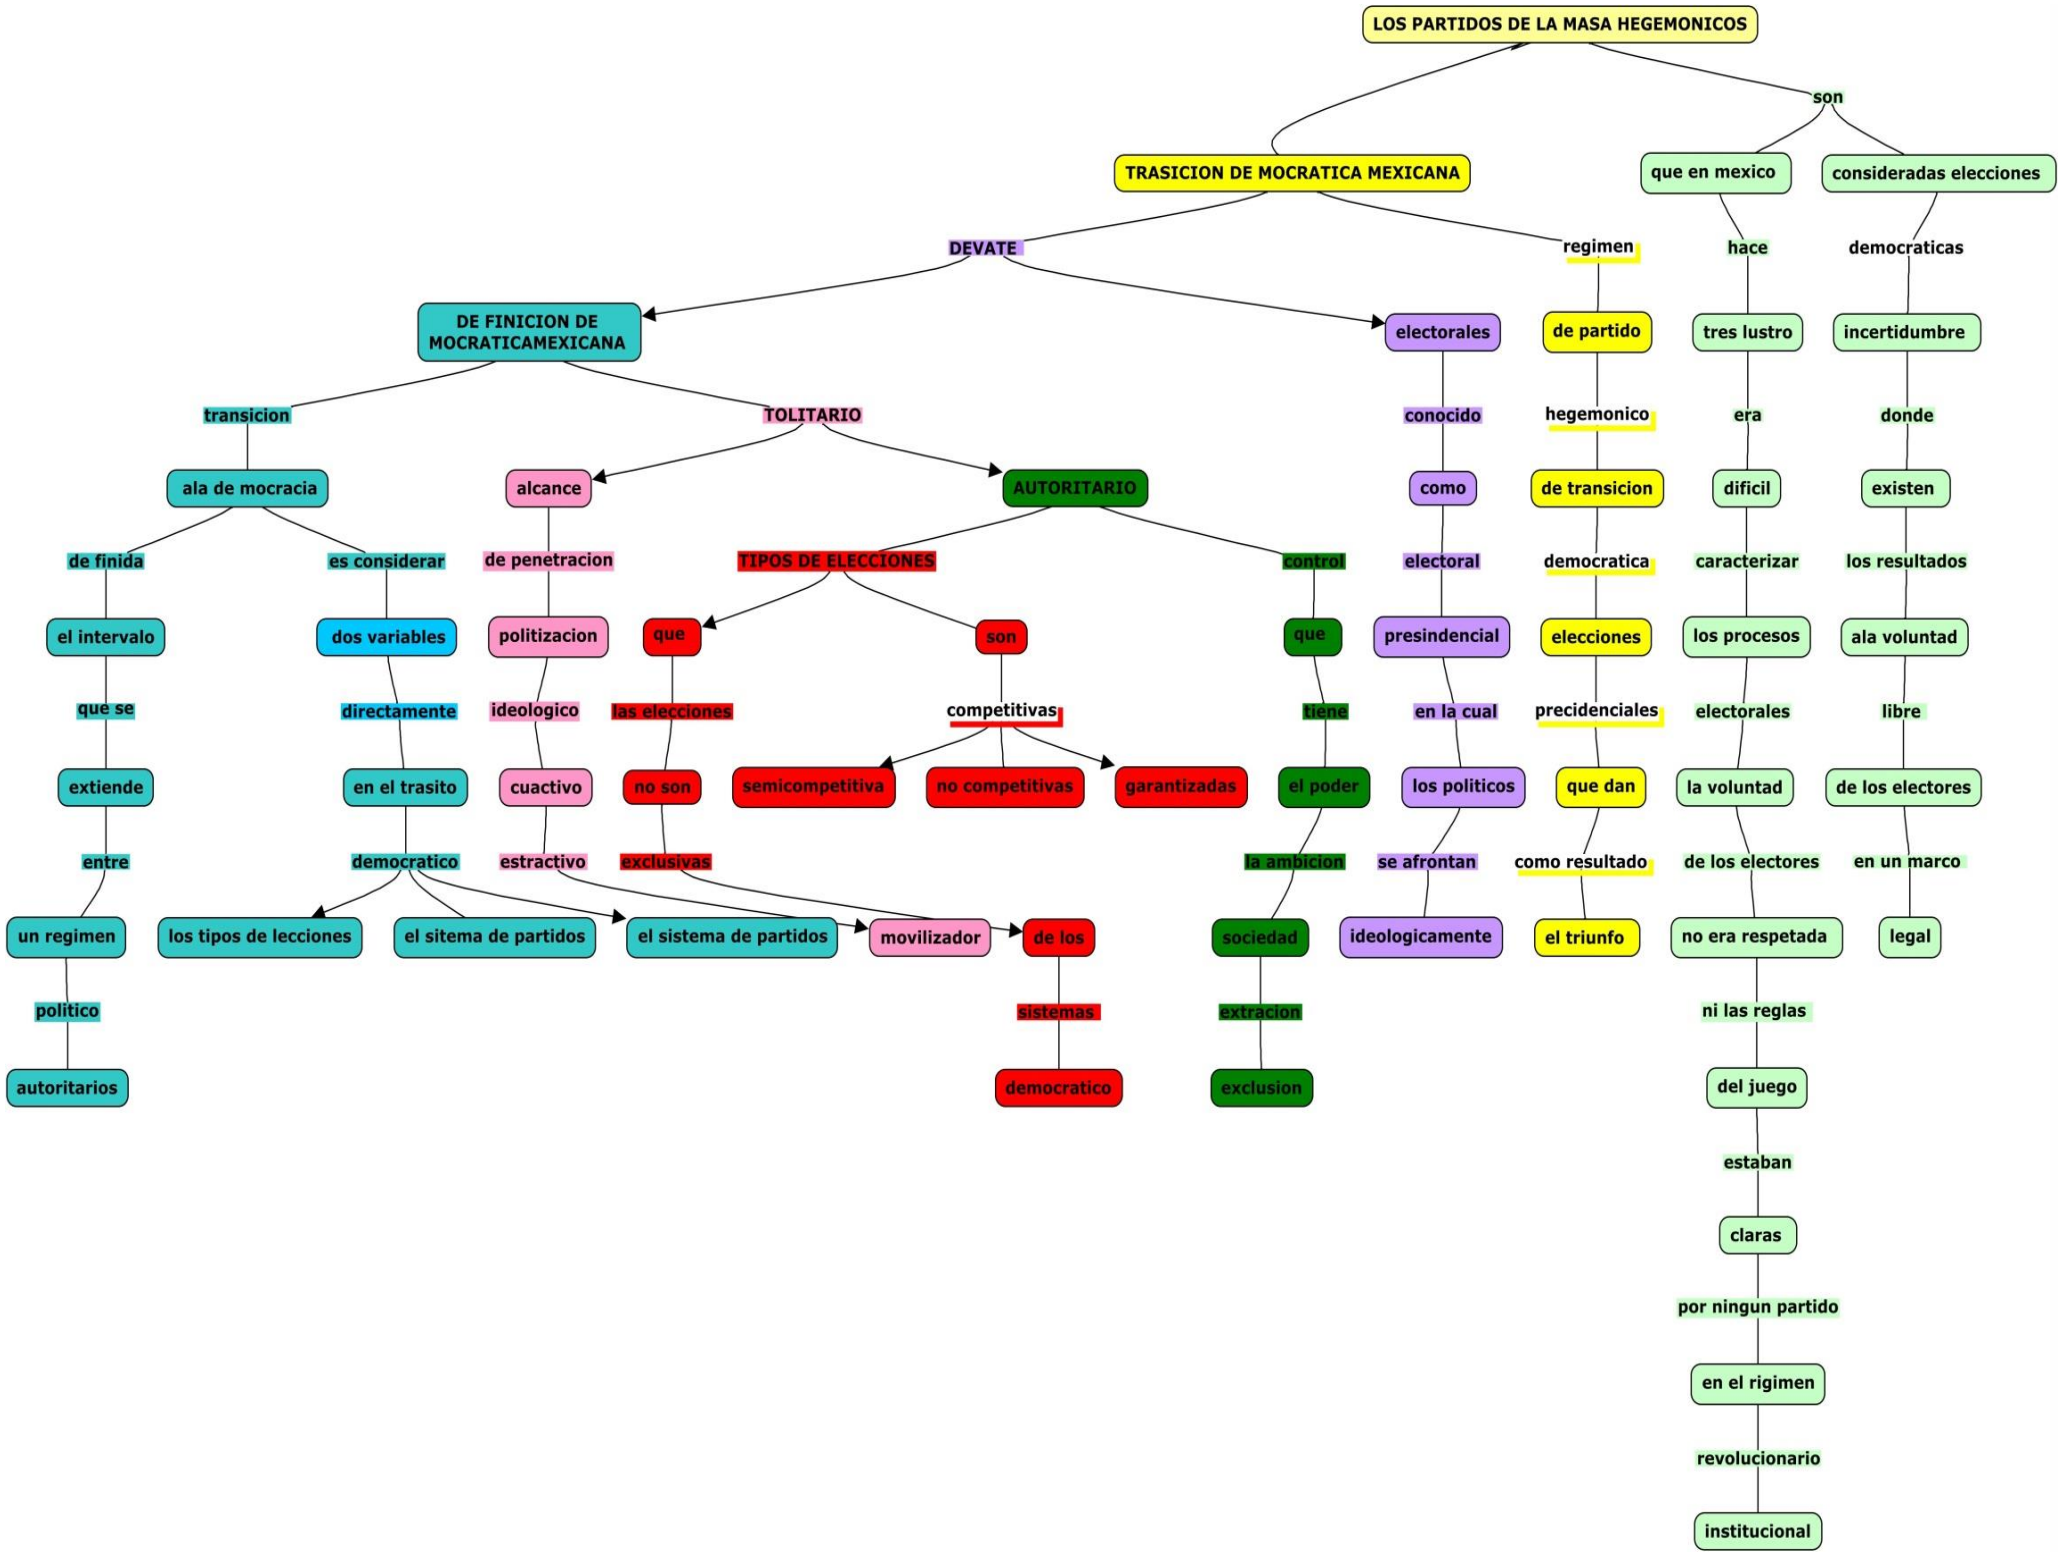 LOS PARTIDOS DE LA MASA HEGEMONICOS
son
TRASICION DE MOCRATICA MEXICANA
que en mexico
consideradas elecciones
DEVATE
regimen
hace
democraticas
DE FINICION DE
MOCRATICAMEXICANA
electorales
de partido
tres lustro
incertidumbre
transicion
TOLITARIO
conocido
hegemonico
era
donde
ala de mocracia
alcance
AUTORITARIO
como
de transicion
dificil
existen
de finida
es considerar
de penetracion
TIPOS DE ELECCIONES
control
electoral
democratica
caracterizar
los resultados
el intervalo
dos variables
politizacion
que
son
que
presindencial
elecciones
los procesos
ala voluntad
que se
directamente
ideologico
las elecciones
competitivas
tiene
en la cual
precidenciales
electorales
libre
extiende
en el trasito
cuactivo
no son
semicompetitiva
no competitivas
garantizadas
el poder
los politicos
que dan
la voluntad
de los electores
entre
democratico
estractivo
exclusivas
la ambicion
se afrontan
como resultado
de los electores
en un marco
un regimen
los tipos de lecciones
el sitema de partidos
el sistema de partidos
movilizador
de los
sociedad
ideologicamente
el triunfo
no era respetada
legal
politico
sistemas
extracion
ni las reglas
autoritarios
democratico
exclusion
del juego
estaban
claras
por ningun partido
en el rigimen
revolucionario
institucional